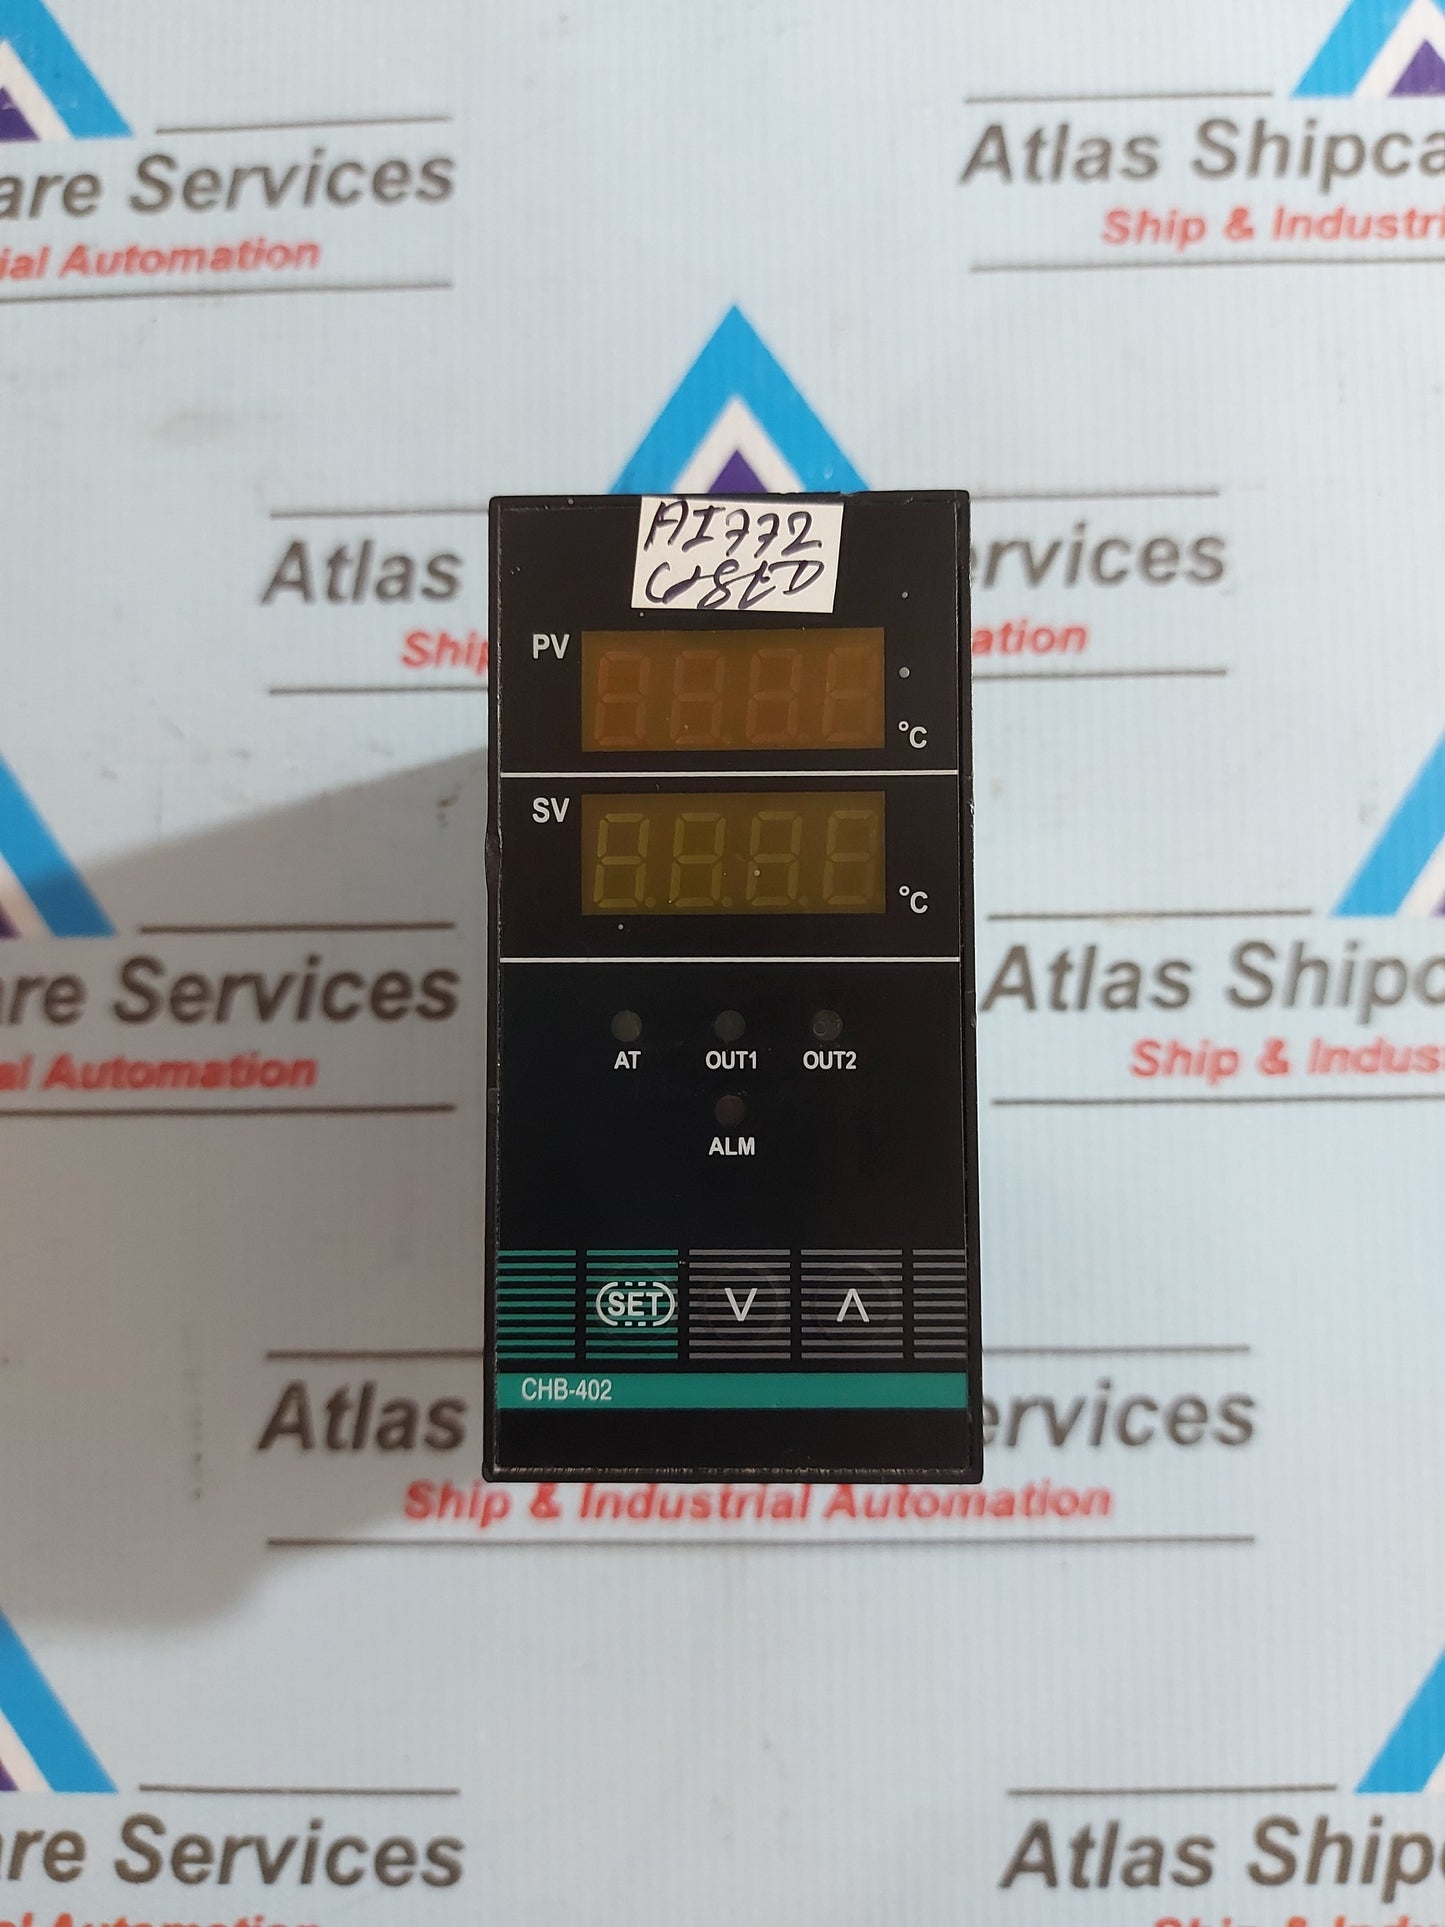 are Services
Atlas Shipca
ial Automation
Ship & Industri
AI772
Atlas
rvices
Ship
ation
PV
°C
SV
°C
are Services
Atlas Shipc
al Automation
Ship & Indus
AT OUT1 OUT2
ALM
SET V Λ
CHB-402
Atlas
ervices
Ship & Industrial Automation
re Services
Atlas Ship